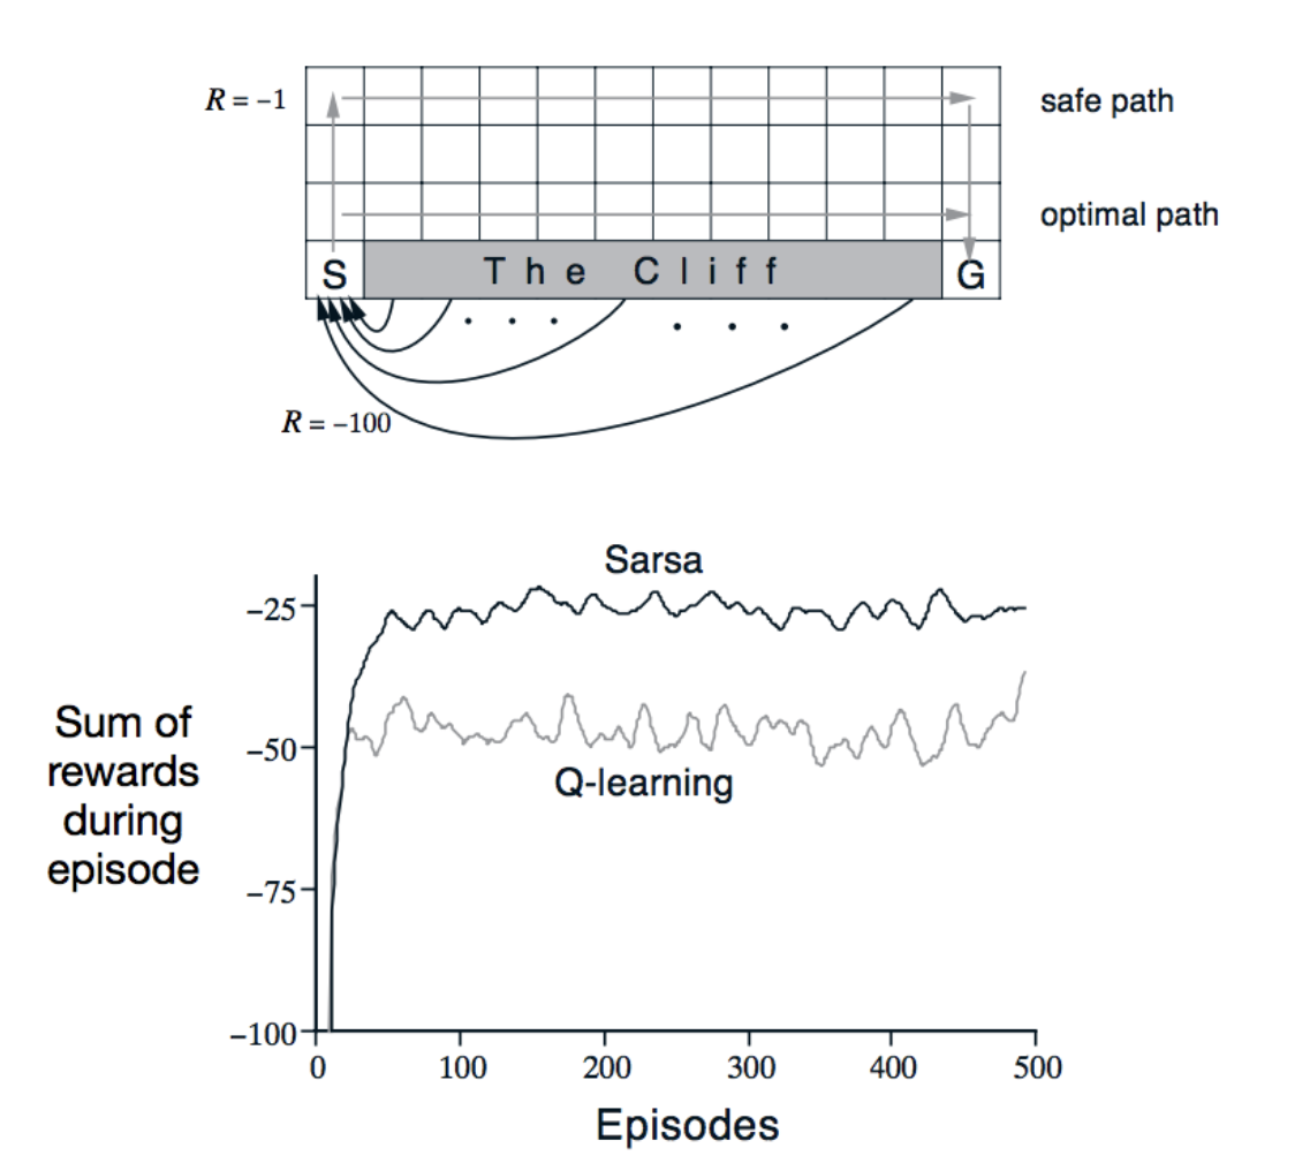 R = −1
safe path
optimal path
S
The Cliff
G
R = −100
Sarsa
−25
Sum of
rewards
during
episode
−50
Q-learning
−75
−100
0 100 200 300 400 500
Episodes